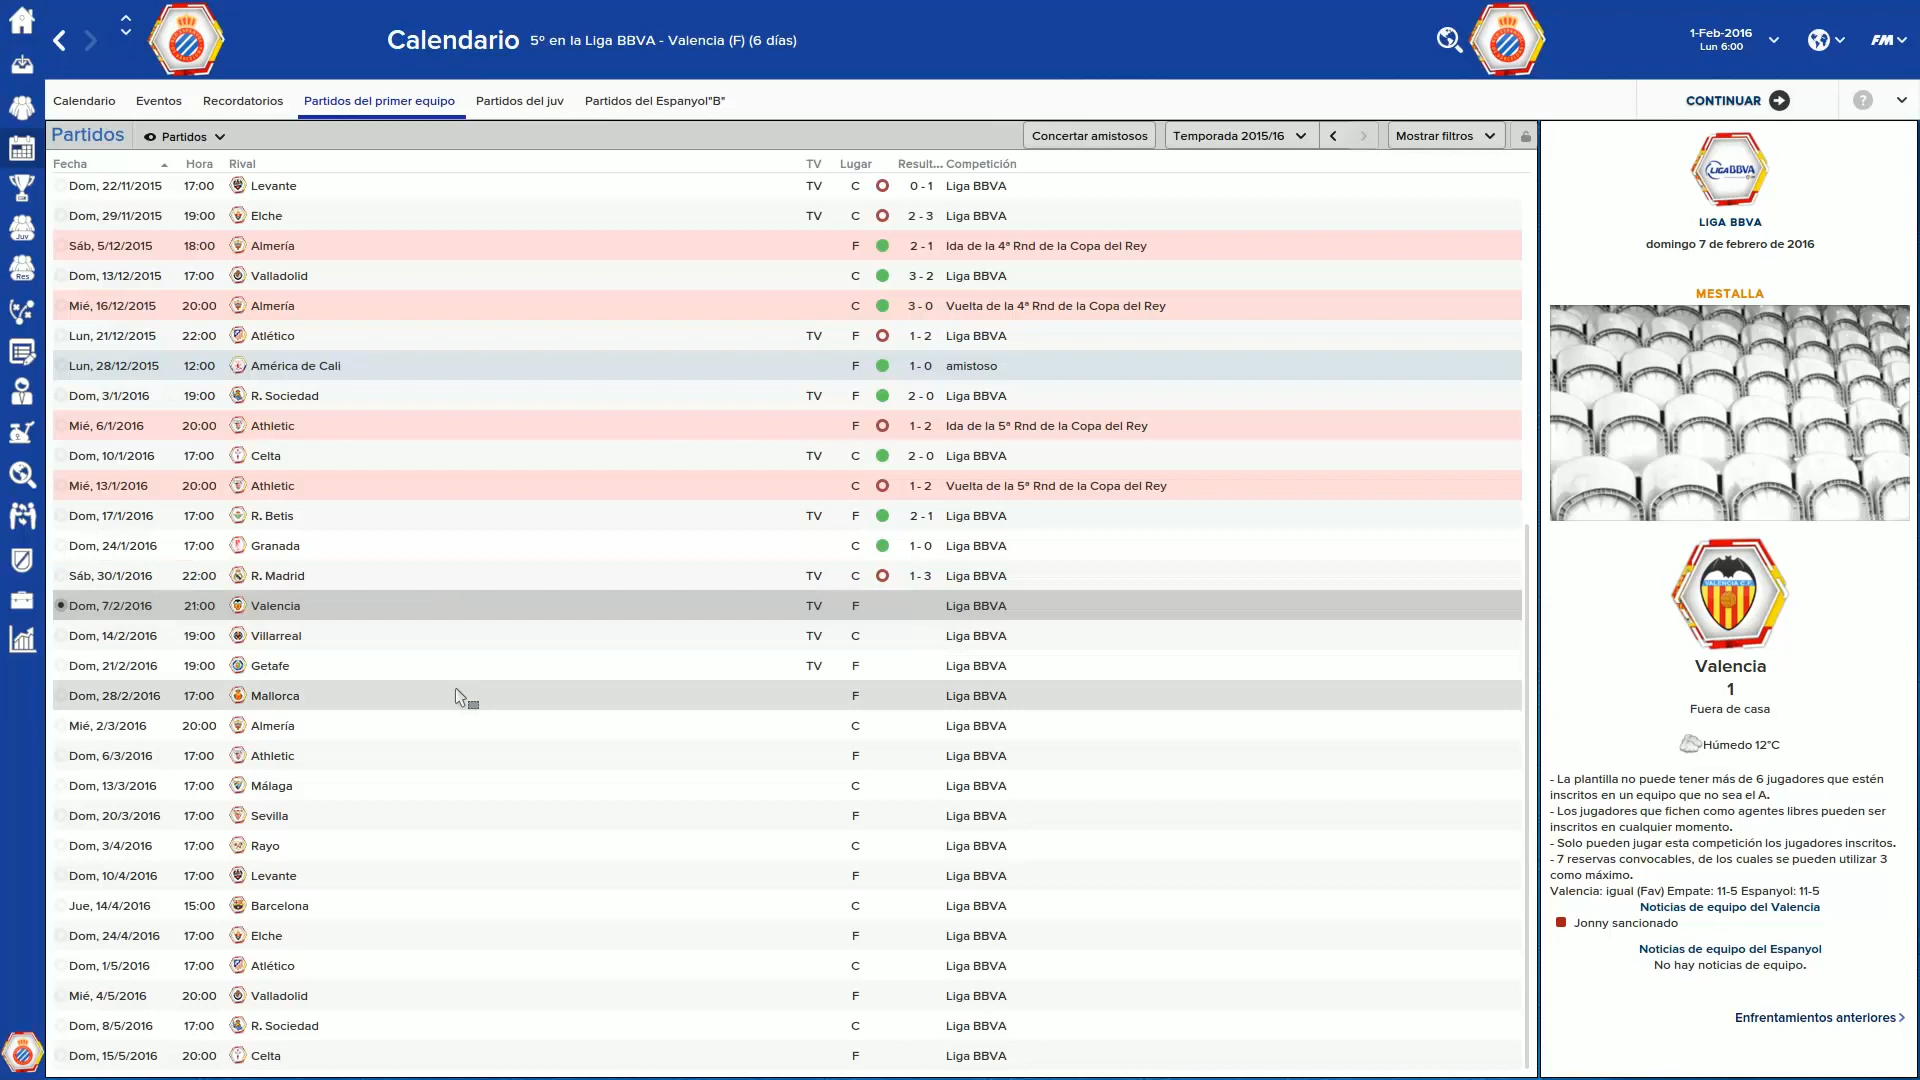 Calendario 5º en la Liga BBVA - Valencia (F) (6 días)
1-Feb-2016
Lun 6:00
FM
Calendario Eventos Recordatorios Partidos del primer equipo Partidos del juv Partidos del Espanyol"B"
CONTINUAR
?
Partidos Partidos Concertar amistosos Temporada 2015/16 Mostrar filtros
Fecha Hora Rival TV Lugar Result... Competición
Dom, 22/11/2015 17:00 Levante TV C 0 - 1 Liga BBVA
Dom, 29/11/2015 19:00 Elche TV C 2 - 3 Liga BBVA
Sáb, 5/12/2015 18:00 Almería F 2 - 1 Ida de la 4ª Rnd de la Copa del Rey
Dom, 13/12/2015 17:00 Valladolid C 3 - 2 Liga BBVA
Mié, 16/12/2015 20:00 Almería C 3 - 0 Vuelta de la 4ª Rnd de la Copa del Rey
Lun, 21/12/2015 22:00 Atlético TV F 1 - 2 Liga BBVA
Lun, 28/12/2015 12:00 América de Cali F 1 - 0 amistoso
Dom, 3/1/2016 19:00 R. Sociedad TV F 2 - 0 Liga BBVA
Mié, 6/1/2016 20:00 Athletic F 1 - 2 Ida de la 5ª Rnd de la Copa del Rey
Dom, 10/1/2016 17:00 Celta TV C 2 - 0 Liga BBVA
Mié, 13/1/2016 20:00 Athletic C 1 - 2 Vuelta de la 5ª Rnd de la Copa del Rey
Dom, 17/1/2016 17:00 R. Betis TV F 2 - 1 Liga BBVA
Dom, 24/1/2016 17:00 Granada C 1 - 0 Liga BBVA
Sáb, 30/1/2016 22:00 R. Madrid TV C 1 - 3 Liga BBVA
Dom, 7/2/2016 21:00 Valencia TV F Liga BBVA
Dom, 14/2/2016 19:00 Villarreal TV C Liga BBVA
Dom, 21/2/2016 19:00 Getafe TV F Liga BBVA
Dom, 28/2/2016 17:00 Mallorca F Liga BBVA
Mié, 2/3/2016 20:00 Almería C Liga BBVA
Dom, 6/3/2016 17:00 Athletic F Liga BBVA
Dom, 13/3/2016 17:00 Málaga C Liga BBVA
Dom, 20/3/2016 17:00 Sevilla F Liga BBVA
Dom, 3/4/2016 17:00 Rayo C Liga BBVA
Dom, 10/4/2016 17:00 Levante F Liga BBVA
Jue, 14/4/2016 15:00 Barcelona C Liga BBVA
Dom, 24/4/2016 17:00 Elche F Liga BBVA
Dom, 1/5/2016 17:00 Atlético C Liga BBVA
Mié, 4/5/2016 20:00 Valladolid F Liga BBVA
Dom, 8/5/2016 17:00 R. Sociedad C Liga BBVA
Dom, 15/5/2016 20:00 Celta F Liga BBVA
Juv
Res
LIGA BBVA
LIGA BBVA
domingo 7 de febrero de 2016
MESTALLA
VALENCIA C.F
Valencia
1
Fuera de casa
Húmedo 12°C
- La plantilla no puede tener más de 6 jugadores que estén
inscritos en un equipo que no sea el A.
- Los jugadores que fichen como agentes libres pueden ser
inscritos en cualquier momento.
- Solo pueden jugar esta competición los jugadores inscritos.
- 7 reservas convocables, de los cuales se pueden utilizar 3
como máximo.
Valencia: igual (Fav) Empate: 11-5 Espanyol: 11-5
Noticias de equipo del Valencia
Jonny sancionado
Noticias de equipo del Espanyol
No hay noticias de equipo.
Enfrentamientos anteriores